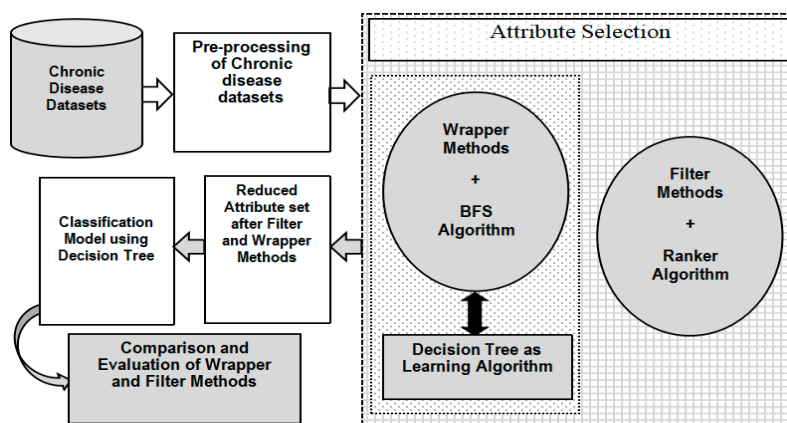 Chronic
Disease
Datasets
Pre-processing
of Chronic
disease
datasets
Attribute Selection
Wrapper
Methods
+
BFS
Algorithm
Filter
Methods
+
Ranker
Algorithm
Decision Tree as
Learning Algorithm
Reduced
Attribute set
after Filter
and Wrapper
Methods
Classification
Model using
Decision Tree
Comparison and
Evaluation of Wrapper
and Filter Methods